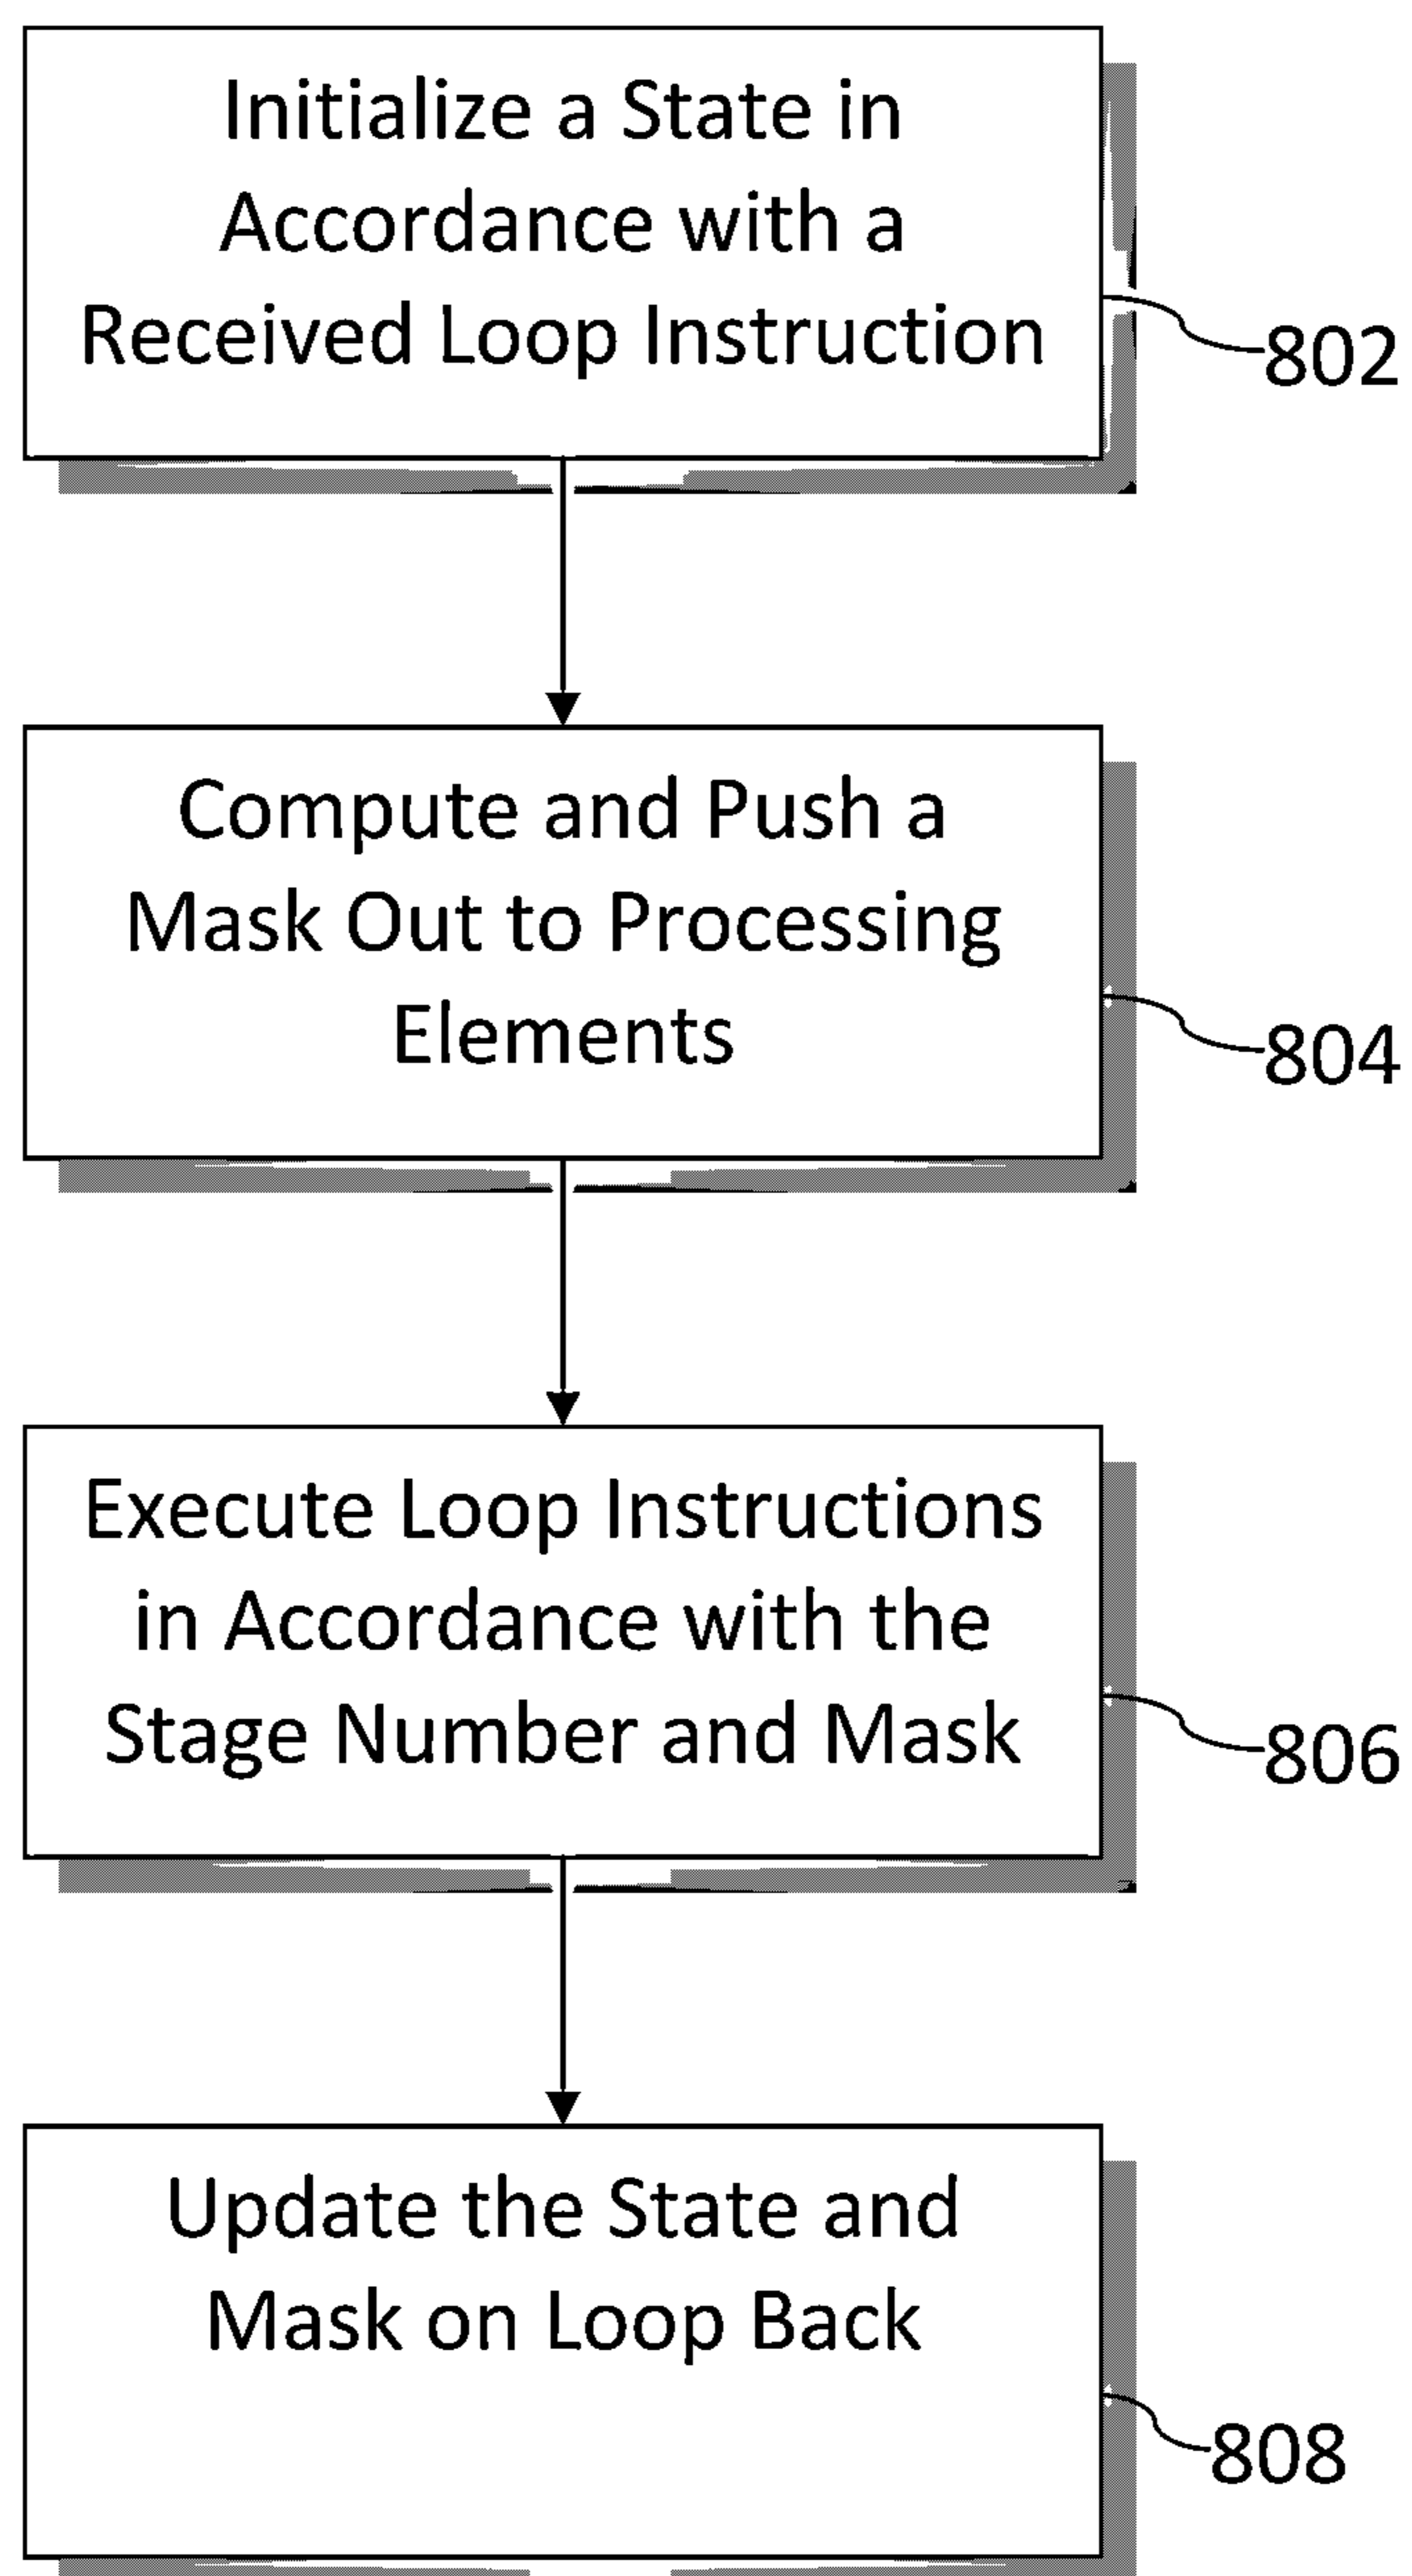 Initialize a State in
Accordance with a
Received Loop Instruction
802
Compute and Push a
Mask Out to Processing
Elements
804
Execute Loop Instructions
in Accordance with the
Stage Number and Mask
806
Update the State and
Mask on Loop Back
808